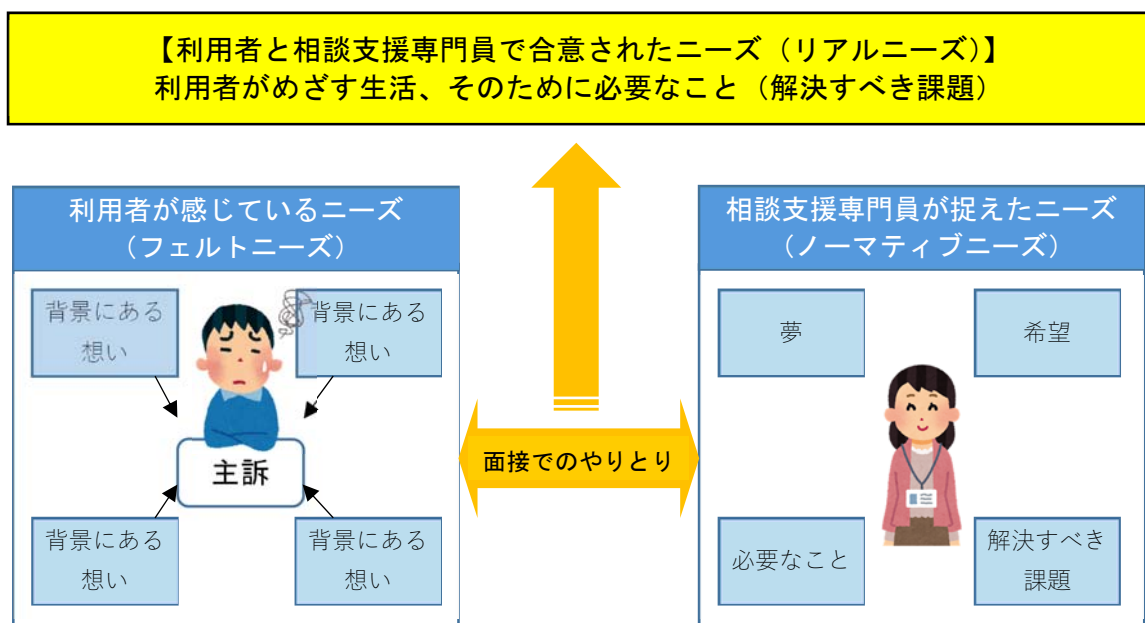 【利用者と相談支援専門員で合意されたニーズ（リアルニーズ）】
利用者がめざす生活、そのために必要なこと（解決すべき課題）
利用者が感じているニーズ
（フェルトニーズ）
背景にある
想い
背景にある
想い
主訴
背景にある
想い
背景にある
想い
面接でのやりとり
相談支援専門員が捉えたニーズ
（ノーマティブニーズ）
夢
希望
必要なこと
解決すべき
課題